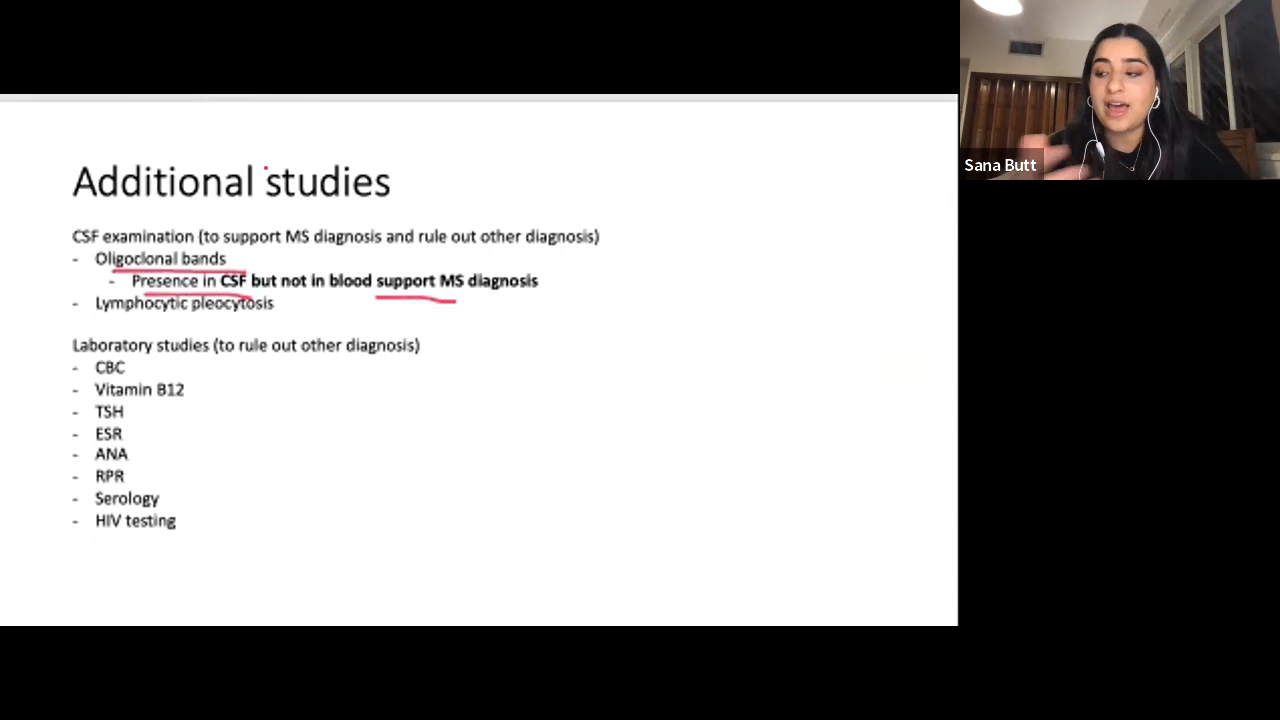 Additional studies
CSF examination (to support MS diagnosis and rule out other diagnosis)
- Oligoclonal bands
- Presence in CSF but not in blood support MS diagnosis
- Lymphocytic pleocytosis
Laboratory studies (to rule out other diagnosis)
- CBC
- Vitamin B12
- TSH
- ESR
- ANA
- RPR
- Serology
- HIV testing
Sana Butt